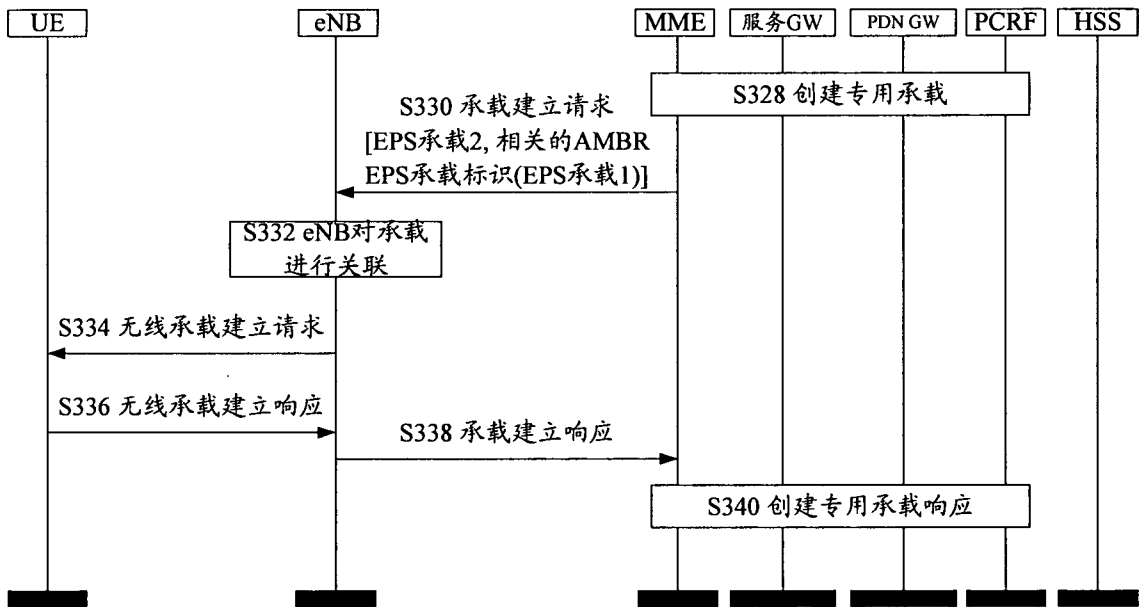 UE
eNB
MME
服务GW
PDN GW
PCRF
HSS
S328 创建专用承载
S330 承载建立请求
[EPS承载2, 相关的AMBR
EPS承载标识(EPS承载1)]
S332 eNB对承载
进行关联
S334 无线承载建立请求
S336 无线承载建立响应
S338 承载建立响应
S340 创建专用承载响应